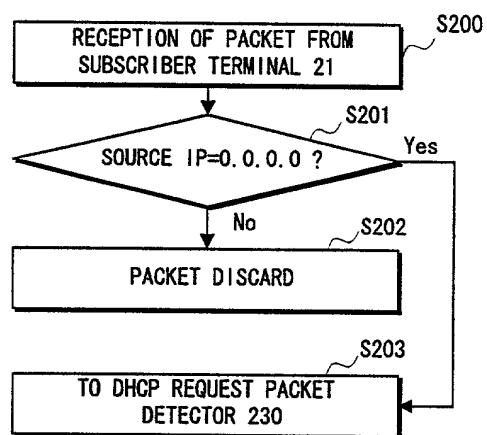 S200
RECEPTION OF PACKET FROM
SUBSCRIBER TERMINAL 21
S201
SOURCE IP=0.0.0.0 ?
Yes
No
S202
PACKET DISCARD
S203
TO DHCP REQUEST PACKET
DETECTOR 230